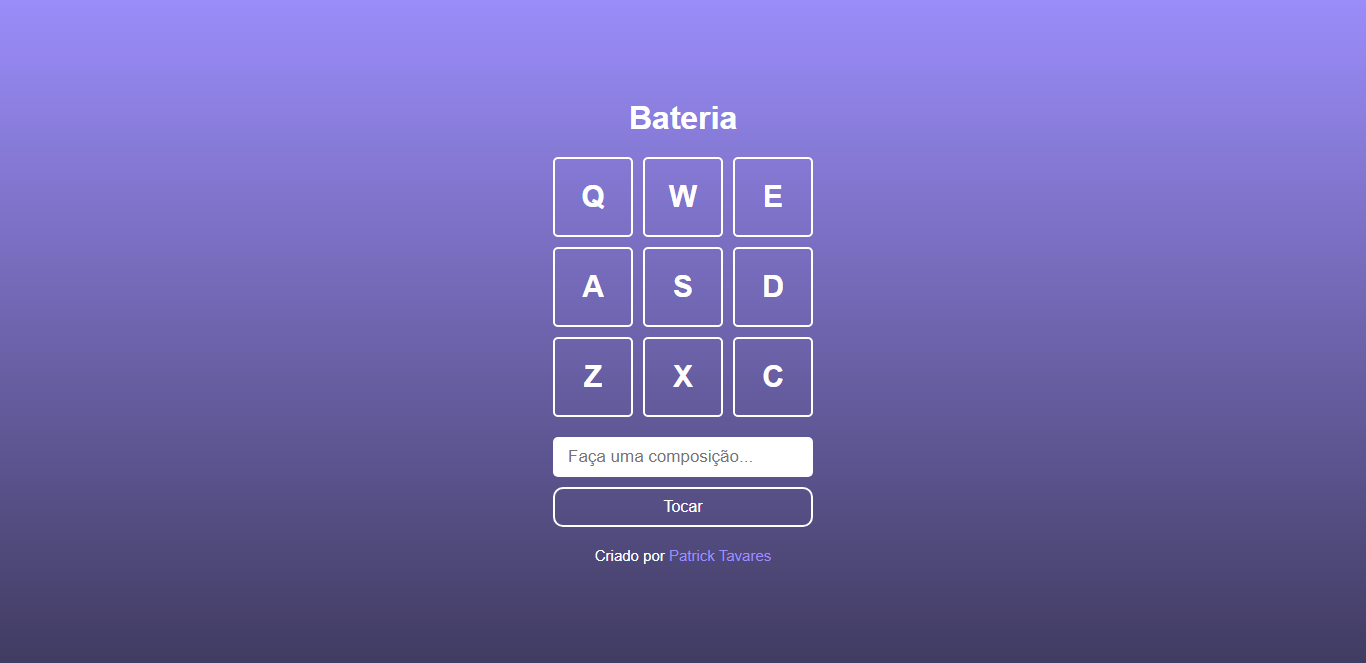 Bateria
Q W E
A S D
Z X C
Faça uma composição...
Tocar
Criado por Patrick Tavares